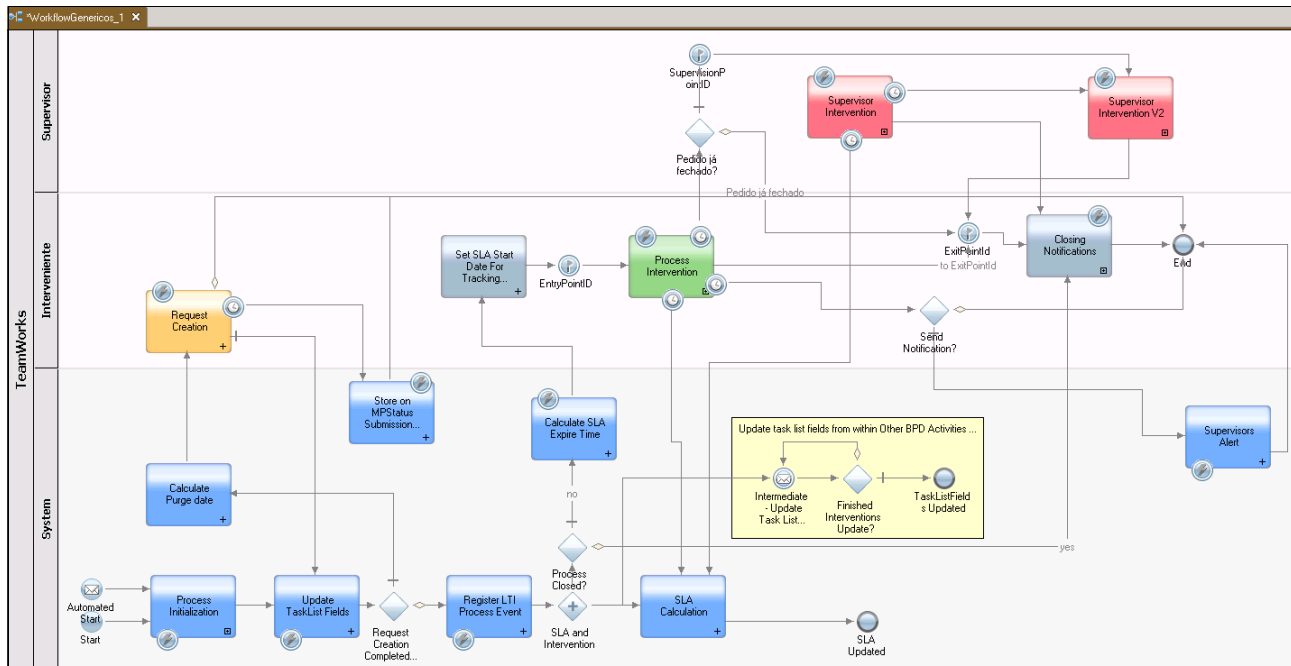 *WorkflowGenericos_1
TeamWorks
Supervisor
SupervisionP
ointID
Pedido já
fechado?
Supervisor
Intervention
Supervisor
Intervention V2
Interveniente
Pedido já fechado
Set SLA Start
Date For
Tracking...
EntryPointID
Process
Intervention
ExitPointId
to ExitPointId
Closing
Notifications
End
Request
Creation
Send
Notification?
System
Store on
MPStatus
Submission...
Calculate SLA
Expire Time
Update task list fields from within Other BPD Activities ...
Intermediate
- Update
Task List...
Finished
Interventions
Update?
TaskListField
s Updated
Supervisors
Alert
Calculate
Purge date
no
yes
Process
Closed?
Automated
Start
Start
Process
Initialization
Update
TaskList Fields
Request
Creation
Completed...
Register LTI
Process Event
SLA and
Intervention
SLA
Calculation
SLA
Updated